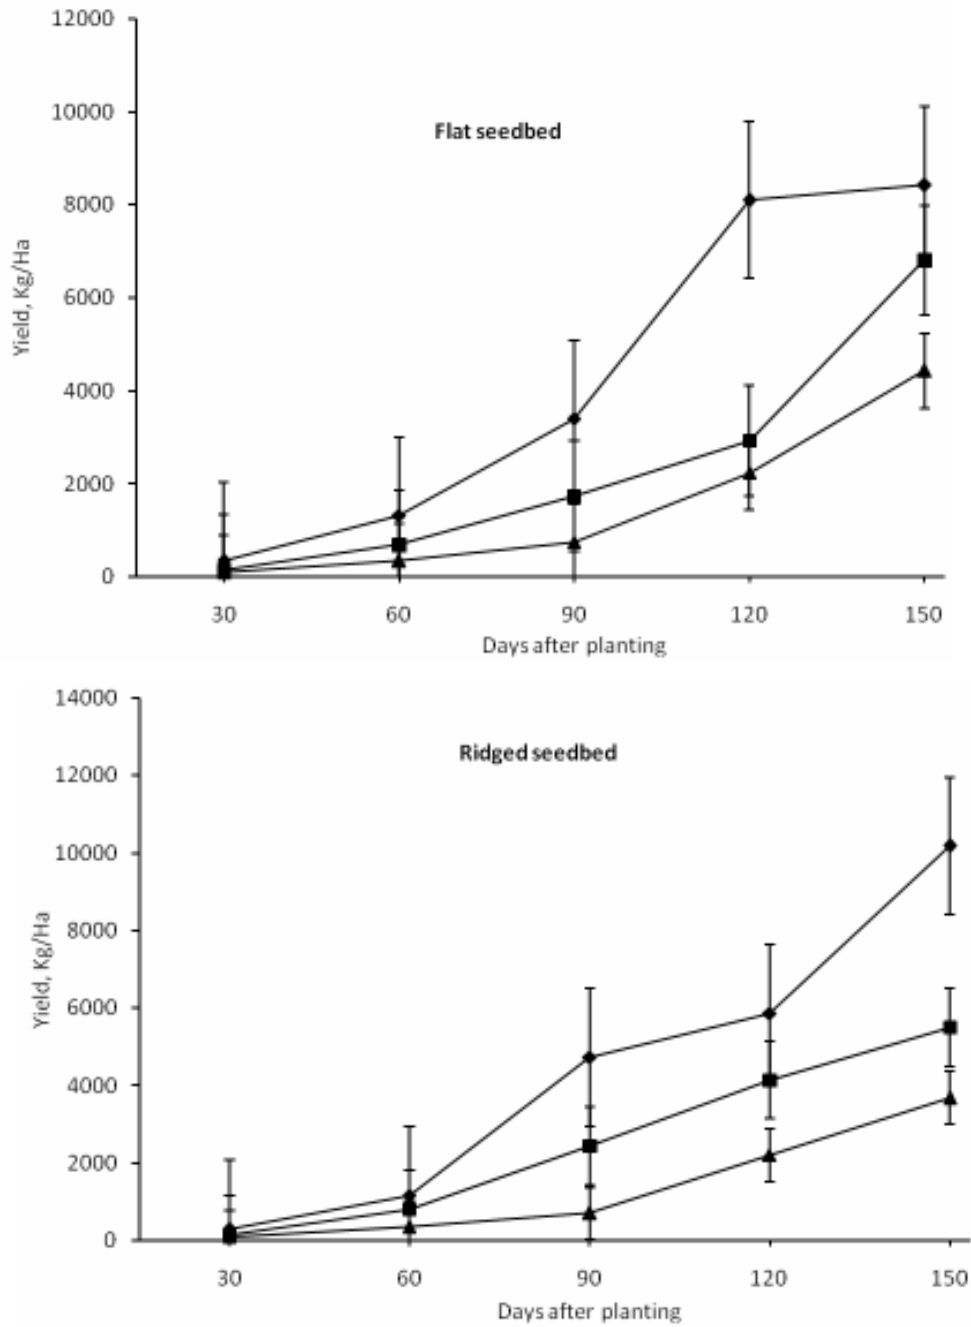 12000
10000
Flat seedbed
8000
6000
4000
2000
0
Yield, Kg/Ha
30 60 90 120 150
Days after planting
14000
Ridged seedbed
12000
10000
8000
6000
4000
2000
0
Yield, Kg/Ha
30 60 90 120 150
Days after planting